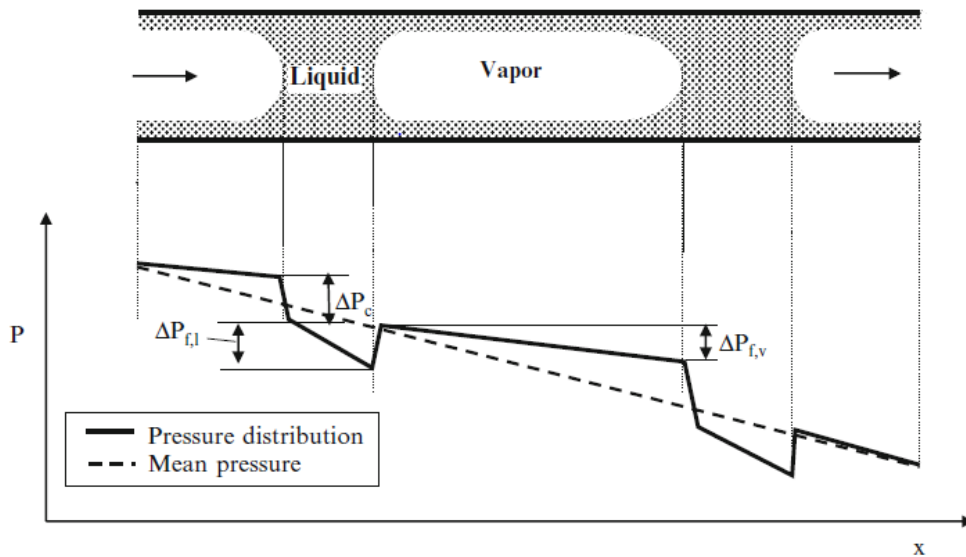 Liquid
Vapor
P
ΔP_c
ΔP_f,l
ΔP_f,v
Pressure distribution
Mean pressure
x